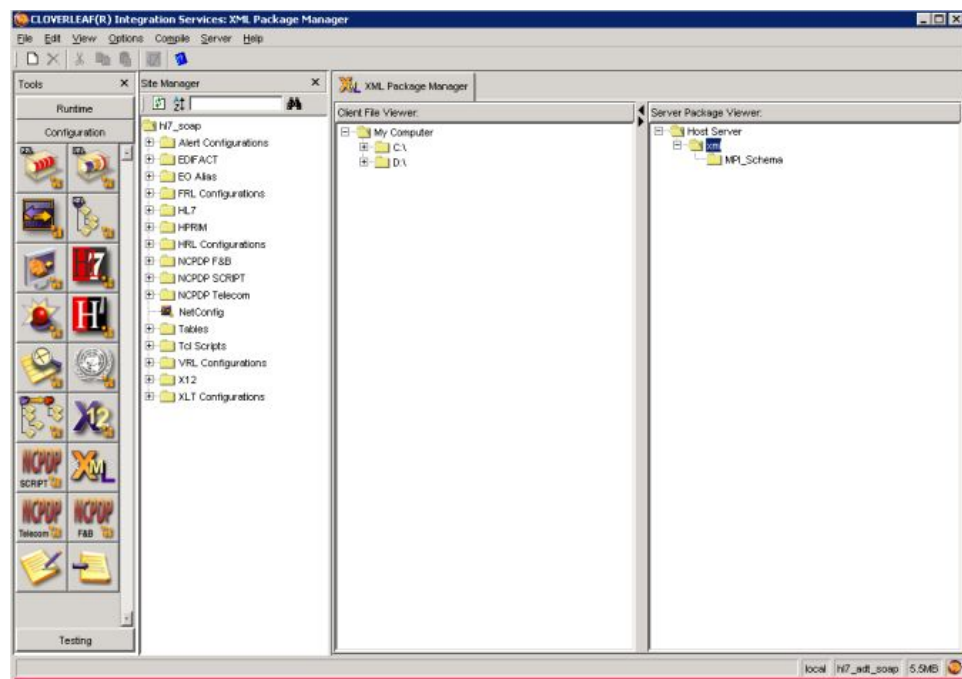 CLOVERLEAF(R) Integration Services: XML Package Manager
File Edit View Options Compile Server Help
Tools
Runtime
Configuration
H7
H
X12
NCPDP SCRIPT
XML
NCPDP Telecom
NCPDP F&B
Testing
Site Manager
hl7_soap
Alert Configurations
EDIFACT
EO Alias
FRL Configurations
HL7
HPRIM
HRL Configurations
NCPDP F&B
NCPDP SCRIPT
NCPDP Telecom
NetConfig
Tables
Tcl Scripts
VRL Configurations
X12
XLT Configurations
XML XML Package Manager
Client File Viewer:
My Computer
C:\
D:\
Server Package Viewer:
Host Server
xml
MPI_Schema
local hl7_adt_soap 5.5MB